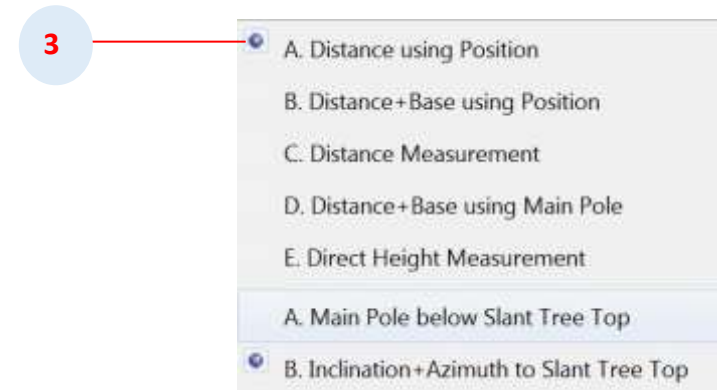 3
A. Distance using Position
B. Distance+Base using Position
C. Distance Measurement
D. Distance+Base using Main Pole
E. Direct Height Measurement
A. Main Pole below Slant Tree Top
B. Inclination+Azimuth to Slant Tree Top